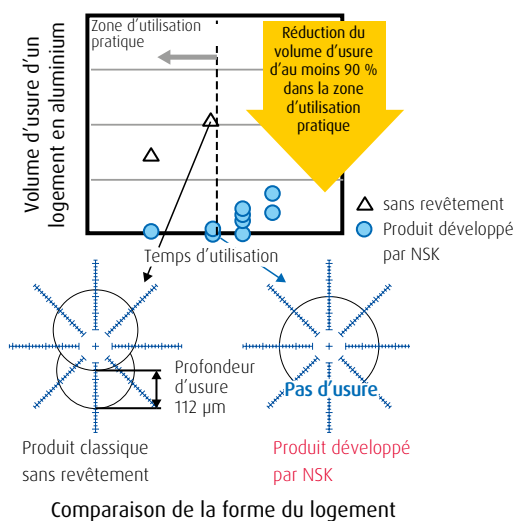 Zone d'utilisation
pratique
Réduction du
volume d'usure
d'au moins 90 %
dans la zone
d'utilisation
pratique
Volume d'usure d'un
logement en aluminium
sans revêtement
Produit développé
par NSK
Temps d'utilisation
Profondeur
d'usure
112 µm
Pas d'usure
Produit classique
sans revêtement
Produit développé
par NSK
Comparaison de la forme du logement